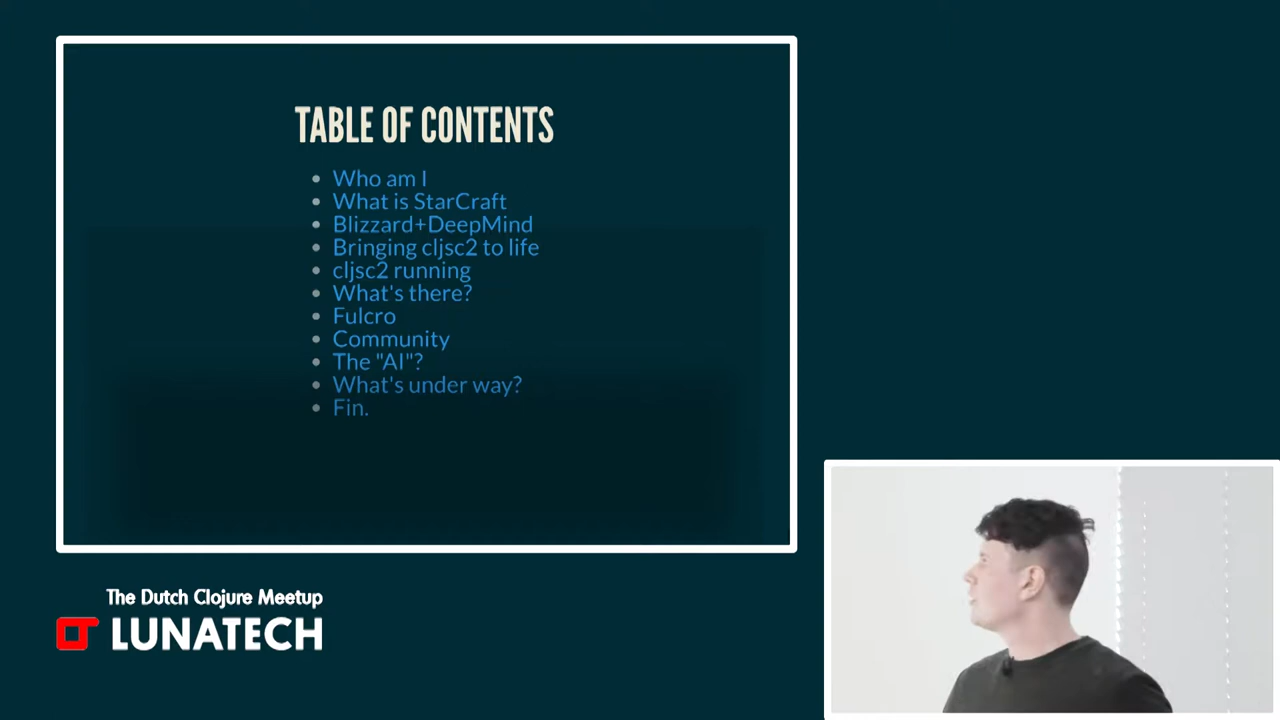 TABLE OF CONTENTS
Who am I
What is StarCraft
Blizzard+DeepMind
Bringing cljsc2 to life
cljsc2 running
What's there?
Fulcro
Community
The "AI"?
What's under way?
Fin.
The Dutch Clojure Meetup
LUNATECH